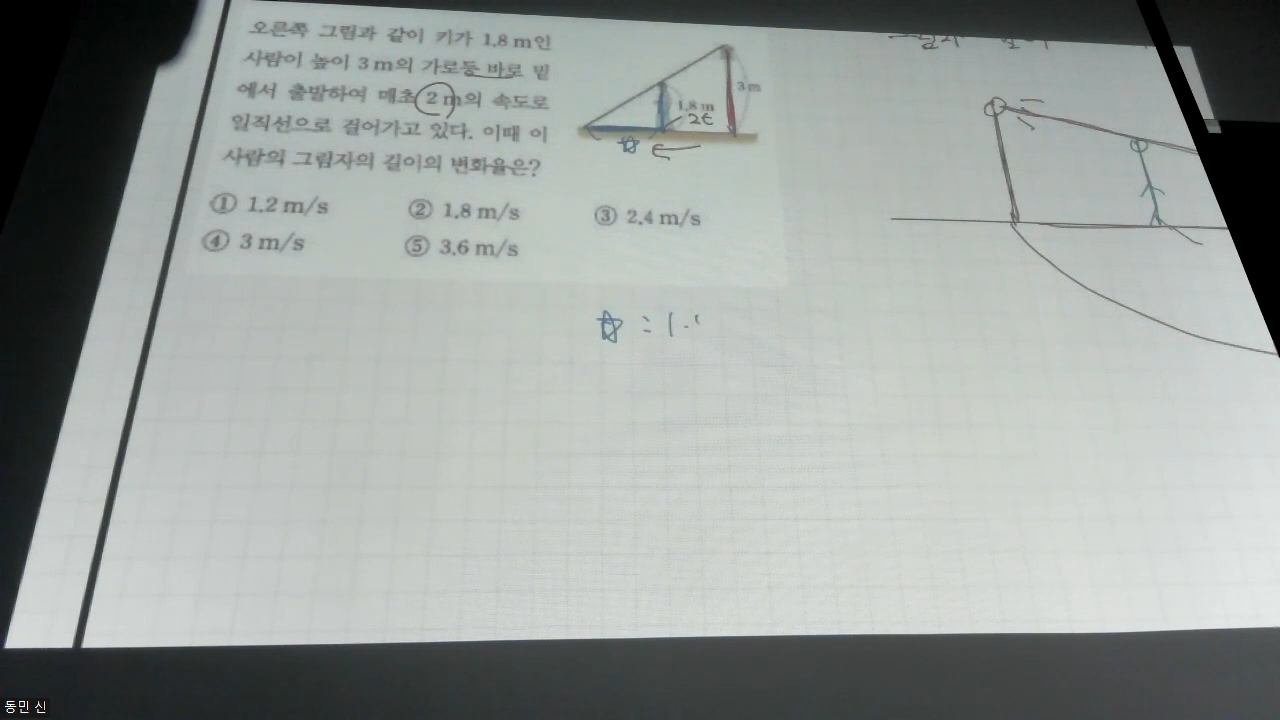 오른쪽 그림과 같이 키가 1.8 m인
사람이 높이 3 m의 가로등 바로 밑
에서 출발하여 매초 2 m의 속도로
일직선으로 걸어가고 있다. 이때 이
사람의 그림자의 길이의 변화율은?
3 m
1.8 m
2t
① 1.2 m/s ② 1.8 m/s ③ 2.4 m/s
④ 3 m/s ⑤ 3.6 m/s
☆ : 1.
동민 신